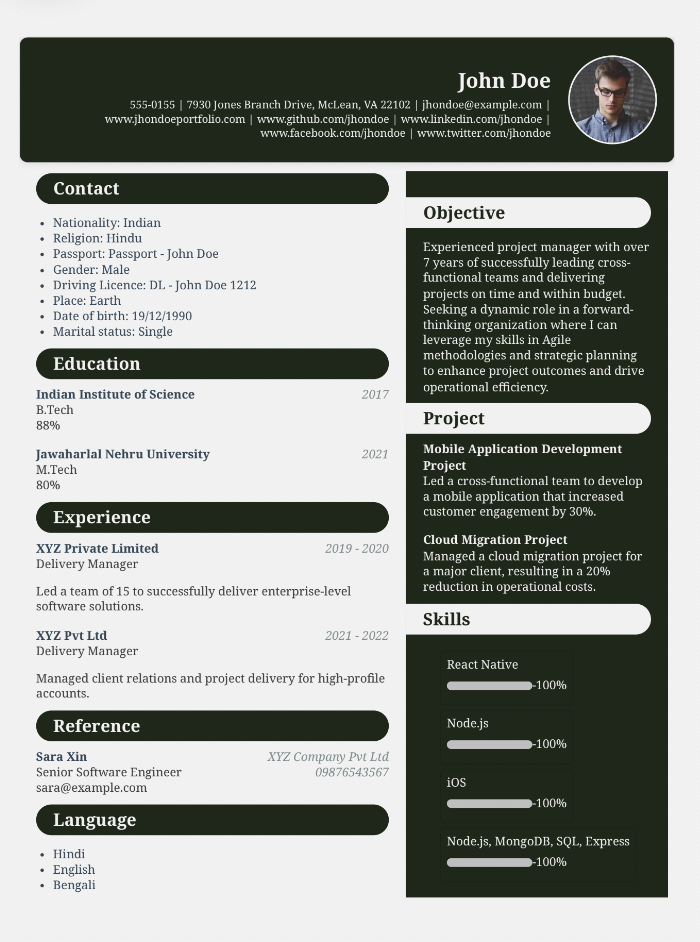 John Doe
555-0155 | 7930 Jones Branch Drive, McLean, VA 22102 | jhondoe@example.com |
www.jhondoeportfolio.com | www.github.com/jhondoe | www.linkedin.com/jhondoe |
www.facebook.com/jhondoe | www.twitter.com/jhondoe
Contact
• Nationality: Indian
• Religion: Hindu
• Passport: Passport - John Doe
• Gender: Male
• Driving Licence: DL - John Doe 1212
• Place: Earth
• Date of birth: 19/12/1990
• Marital status: Single
Education
Indian Institute of Science 2017
B.Tech
88%
Jawaharlal Nehru University 2021
M.Tech
80%
Experience
XYZ Private Limited 2019 - 2020
Delivery Manager
Led a team of 15 to successfully deliver enterprise-level
software solutions.
XYZ Pvt Ltd 2021 - 2022
Delivery Manager
Managed client relations and project delivery for high-profile
accounts.
Reference
Sara Xin XYZ Company Pvt Ltd
Senior Software Engineer 09876543567
sara@example.com
Language
• Hindi
• English
• Bengali
Objective
Experienced project manager with over
7 years of successfully leading cross-
functional teams and delivering
projects on time and within budget.
Seeking a dynamic role in a forward-
thinking organization where I can
leverage my skills in Agile
methodologies and strategic planning
to enhance project outcomes and drive
operational efficiency.
Project
Mobile Application Development
Project
Led a cross-functional team to develop
a mobile application that increased
customer engagement by 30%.
Cloud Migration Project
Managed a cloud migration project for
a major client, resulting in a 20%
reduction in operational costs.
Skills
React Native
-100%
Node.js
-100%
iOS
-100%
Node.js, MongoDB, SQL, Express
-100%